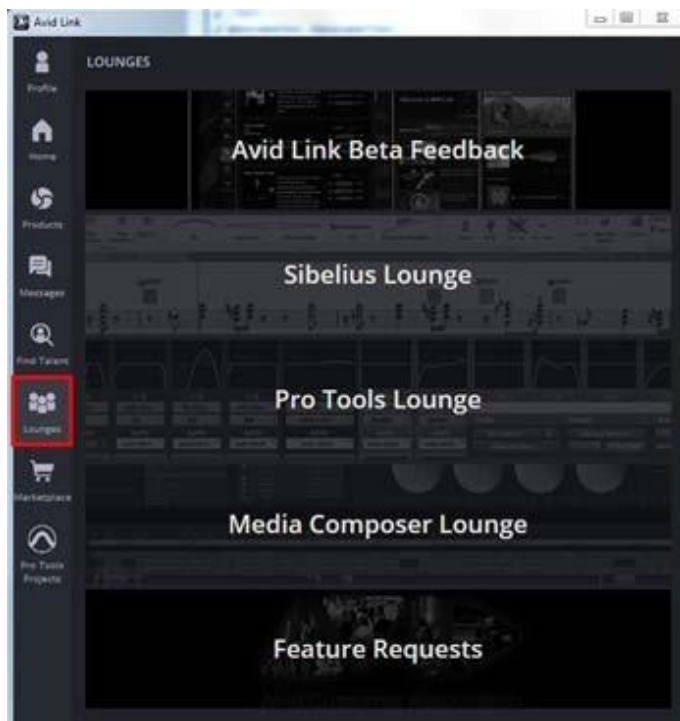 Avid Link
Profile
Home
Products
Messages
Find Talent
Lounges
Marketplace
Pro Tools
Projects
LOUNGES
Avid Link Beta Feedback
Sibelius Lounge
Pro Tools Lounge
Media Composer Lounge
Feature Requests